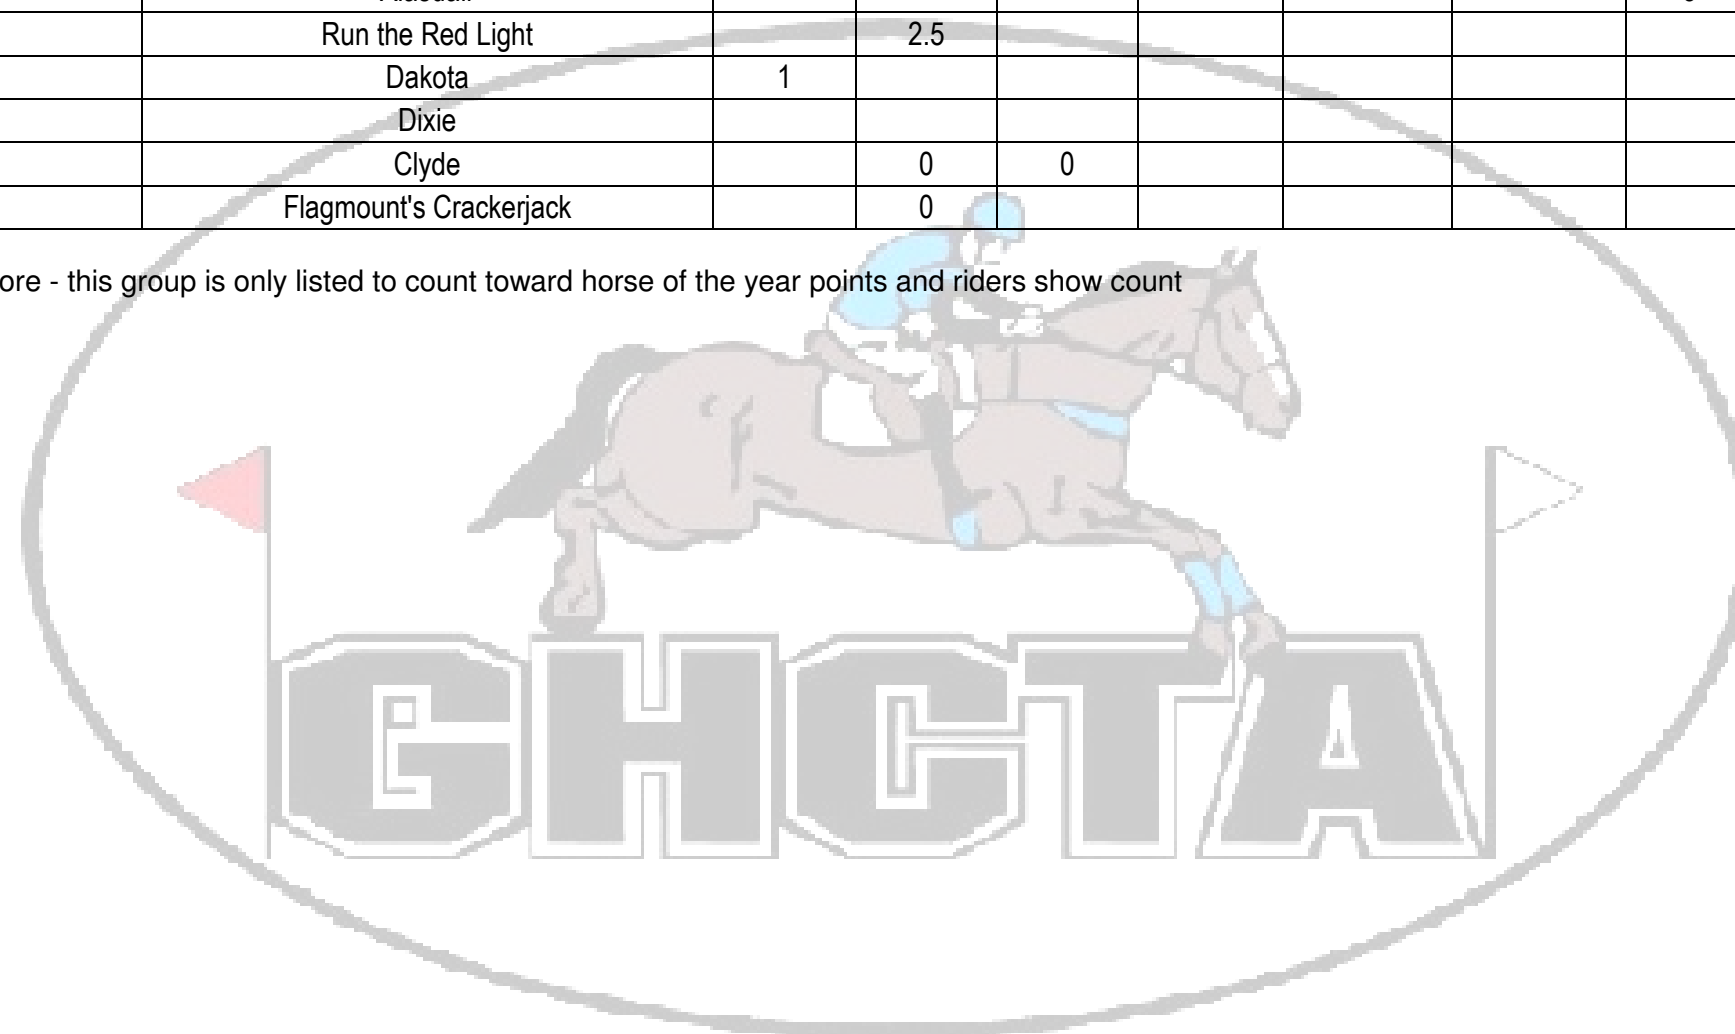 Run the Red Light 2.5
Dakota 1
Dixie
Clyde 0 0
Flagmount's Crackerjack 0
ore - this group is only listed to count toward horse of the year points and riders show count
GHCTA